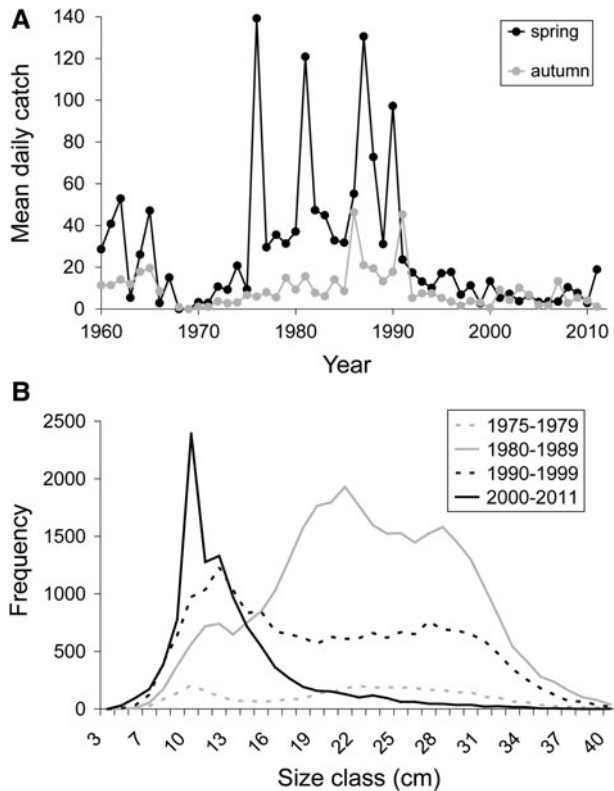 A
140
120
100
80
60
40
20
0
Mean daily catch
spring
autumn
1960 1970 1980 1990 2000 2010
Year
B
2500
2000
1500
1000
500
0
Frequency
1975-1979
1980-1989
1990-1999
2000-2011
3 7 10 13 16 19 22 25 28 31 34 37 40
Size class (cm)